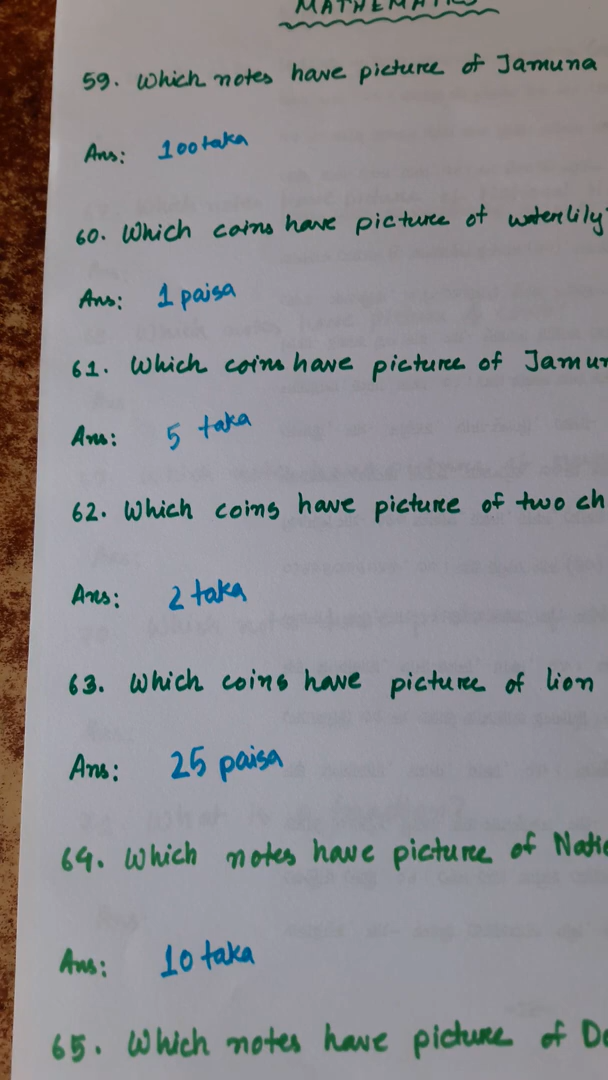 MATHEMATICS
59. Which notes have picture of Jamuna
Ans: 100 taka
60. Which coins have picture of waterlily
Ans: 1 paisa
61. Which coins have picture of Jamun
Ans: 5 taka
62. Which coins have picture of two ch
Ans: 2 taka
63. Which coins have picture of lion
Ans: 25 paisa
64. Which notes have picture of Natio
Ans: 10 taka
65. Which notes have picture of Do